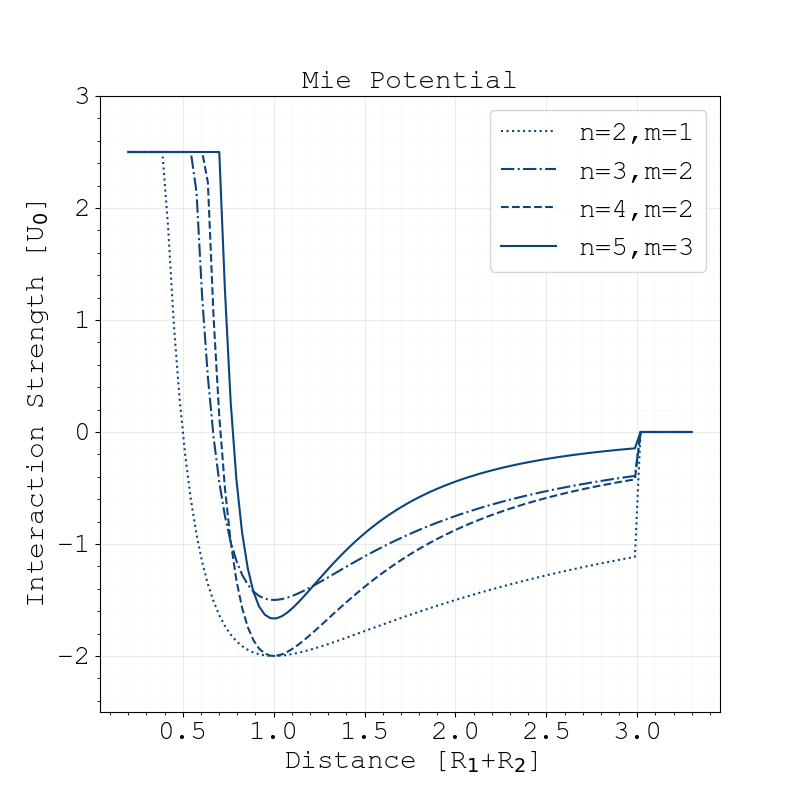 Mie Potential
3
2
1
0
−1
−2
Interaction Strength [U₀]
n=2,m=1
n=3,m=2
n=4,m=2
n=5,m=3
0.5 1.0 1.5 2.0 2.5 3.0
Distance [R₁+R₂]